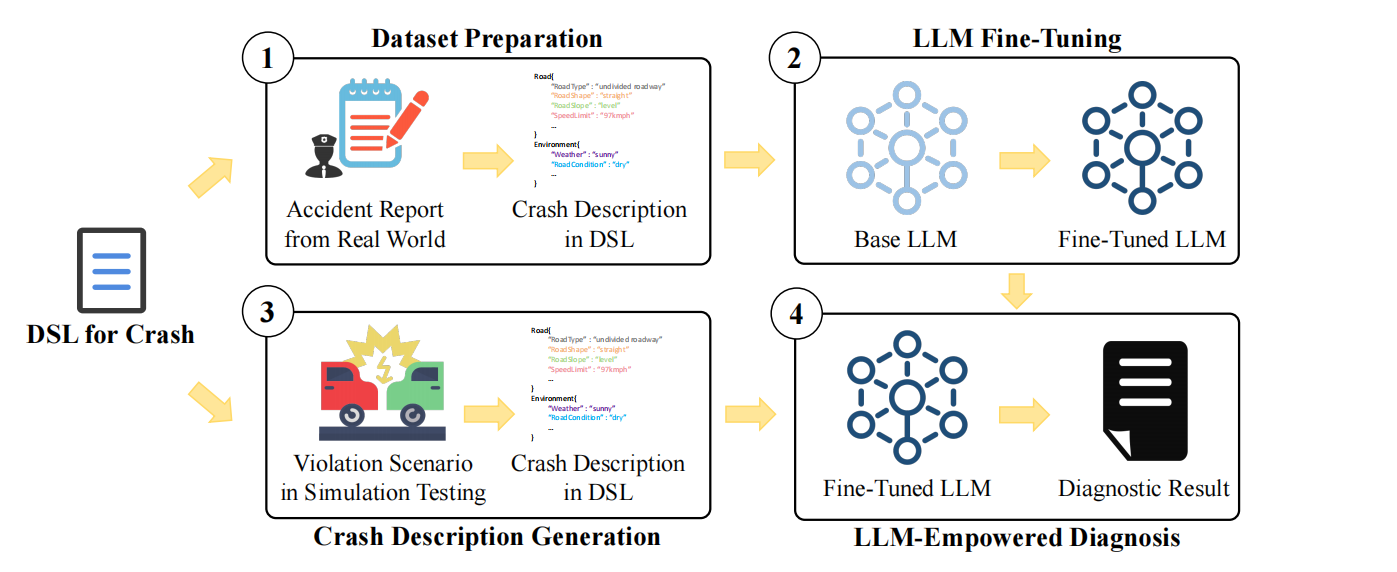 DSL for Crash
1
Dataset Preparation
Road{
"RoadType" : "undivided roadway"
"RoadShape" : "straight"
"RoadSlope" : "level"
"SpeedLimit" : "97kmph"
...
}
Environment{
"Weather" : "sunny"
"RoadCondition" : "dry"
...
}
Accident Report
from Real World
Crash Description
in DSL
2
LLM Fine-Tuning
Base LLM
Fine-Tuned LLM
3
Road{
"RoadType" : "undivided roadway"
"RoadShape" : "straight"
"RoadSlope" : "level"
"SpeedLimit" : "97kmph"
...
}
Environment{
"Weather" : "sunny"
"RoadCondition" : "dry"
...
}
Violation Scenario
in Simulation Testing
Crash Description
in DSL
Crash Description Generation
4
Fine-Tuned LLM
Diagnostic Result
LLM-Empowered Diagnosis